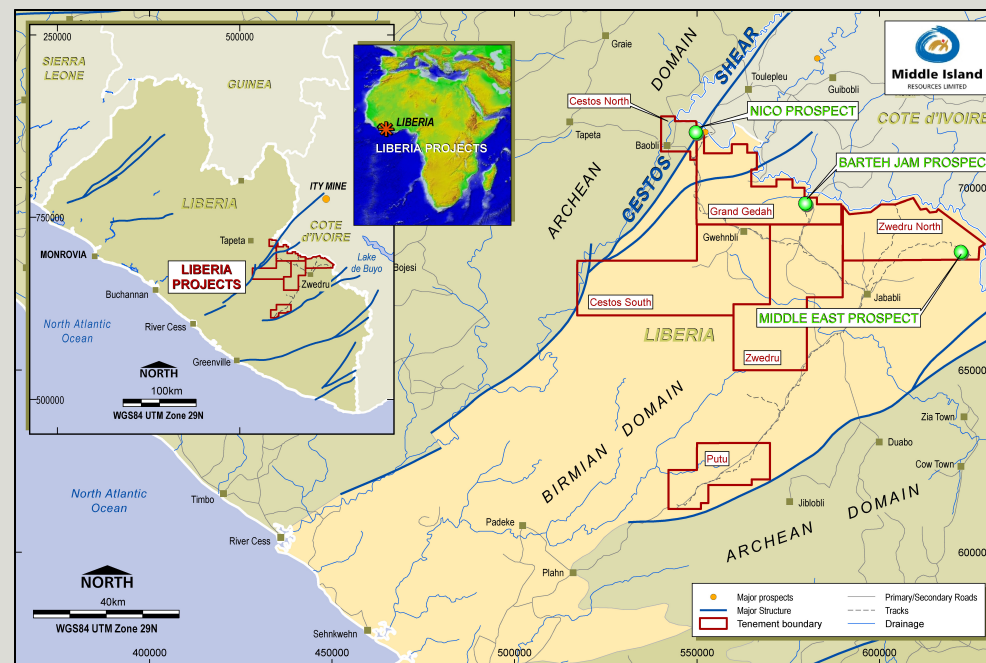 250000
500000
SIERRA
LEONE
GUINEA
LIBERIA
ITY MINE
COTE
d'IVOIRE
750000
Tapeta
MONROVIA
LIBERIA
PROJECTS
Lake
de Buyo
Zwedru
Buchannan
River Cess
North Atlantic
Ocean
Greenville
NORTH
100km
WGS84 UTM Zone 29N
500000
LIBERIA
LIBERIA PROJECTS
Bojesi
Graie
DOMAIN
ARCHEAN
SHEAR
CESTOS
Toulepleu
Guibobli
Middle Island
RESOURCES LIMITED
Cestos North
NICO PROSPECT
COTE d'IVOIRE
Tapeta
Baobli
BARTEH JAM PROSPEC
70000
Grand Gedah
Zwedru North
Gwehnbli
Cestos South
Jababli
MIDDLE EAST PROSPECT
LIBERIA
Zwedru
65000
BIRMIAN DOMAIN
Zia Town
Duabo
Cow Town
Putu
Jiblobli
ARCHEAN DOMAIN
North Atlantic
Ocean
Timbo
River Cess
Padeke
Plahn
60000
NORTH
40km
WGS84 UTM Zone 29N
Sehnkwehn
Major prospects
Major Structure
Tenement boundary
Primary/Secondary Roads
Tracks
Drainage
400000
450000
500000
550000
600000